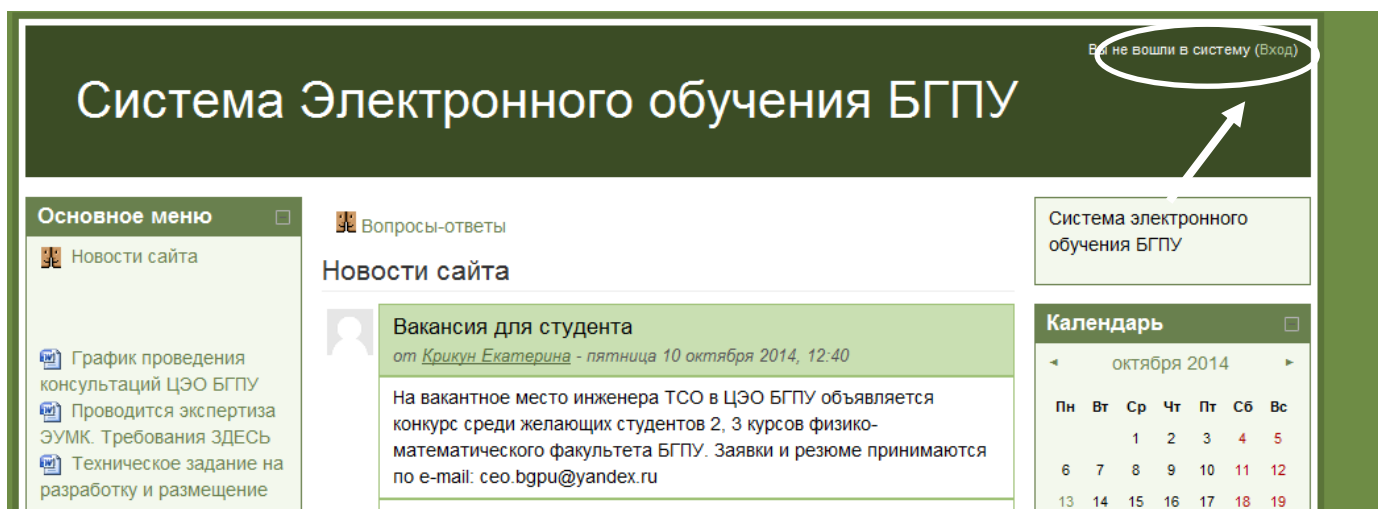 Вы не вошли в систему (Вход)
Система Электронного обучения БГПУ
Основное меню
Новости сайта
График проведения
консультаций ЦЭО БГПУ
Проводится экспертиза
ЭУМК. Требования ЗДЕСЬ
Техническое задание на
разработку и размещение
Вопросы-ответы
Новости сайта
Вакансия для студента
от Крикун Екатерина - пятница 10 октября 2014, 12:40
На вакантное место инженера ТСО в ЦЭО БГПУ объявляется
конкурс среди желающих студентов 2, 3 курсов физико-
математического факультета БГПУ. Заявки и резюме принимаются
по e-mail: ceo.bgpu@yandex.ru
Система электронного
обучения БГПУ
Календарь
◄ октября 2014 ►
Пн Вт Ср Чт Пт Сб Вс
1 2 3 4 5
6 7 8 9 10 11 12
13 14 15 16 17 18 19